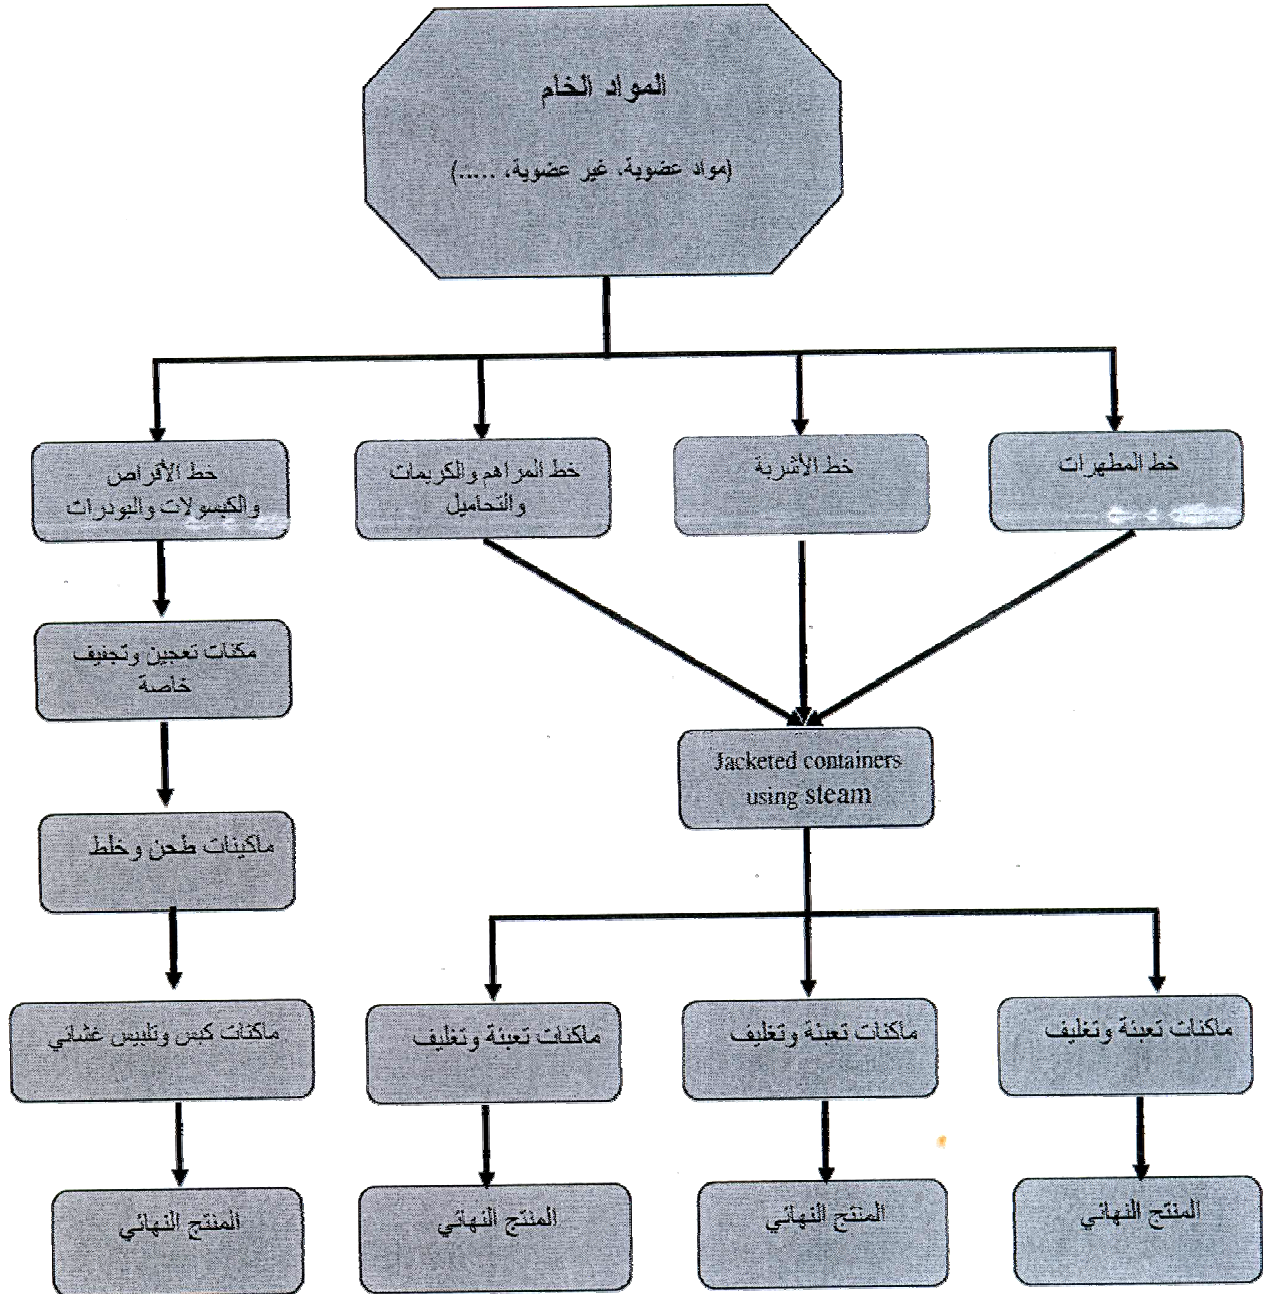 المواد الخام
(مواد عضوية، غير عضوية، .....)
خط المطهرات
خط الأشربة
خط المراهم والكريمات
والتحاميل
خط الأقراص
والكبسولات والبودرات
مكنات تعجين وتجفيف
خاصة
Jacketed containers
using steam
ماكينات طحن وخلط
ماكنات تعبئة وتغليف
ماكنات تعبئة وتغليف
ماكنات تعبئة وتغليف
ماكنات كبس وتلبيس غشائي
المنتج النهائي
المنتج النهائي
المنتج النهائي
المنتج النهائي